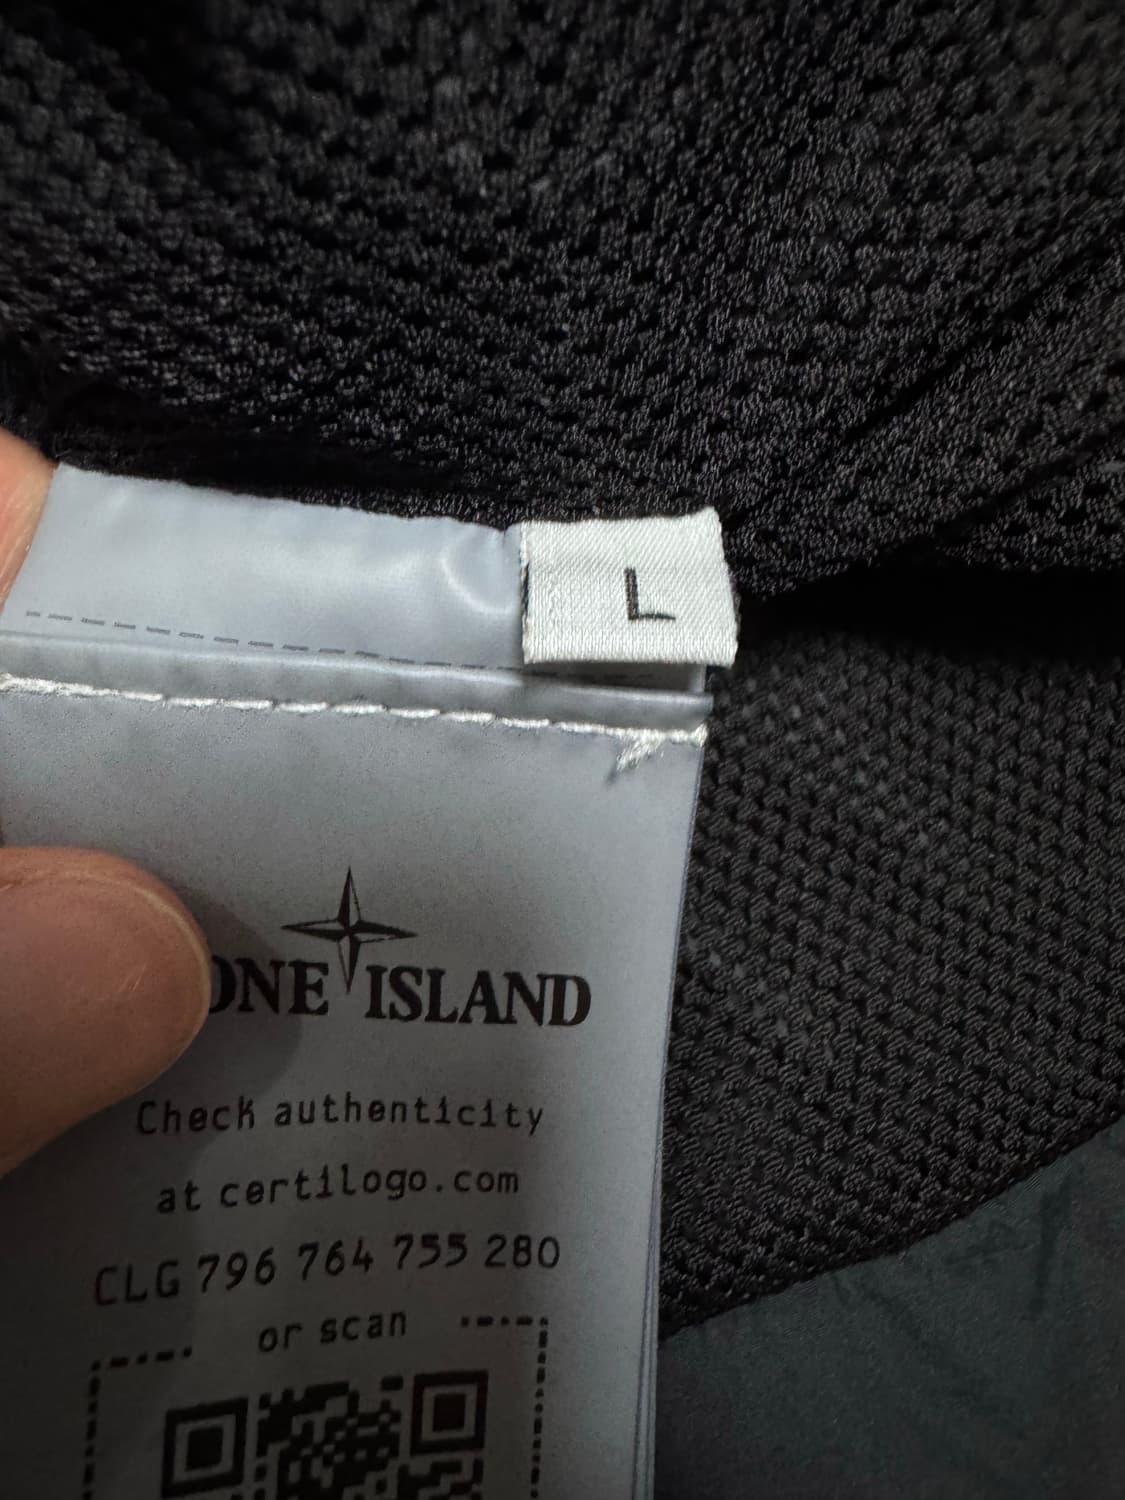 L
ONE ISLAND
Check authenticity
at certilogo.com
CLG 796 764 755 280
or scan